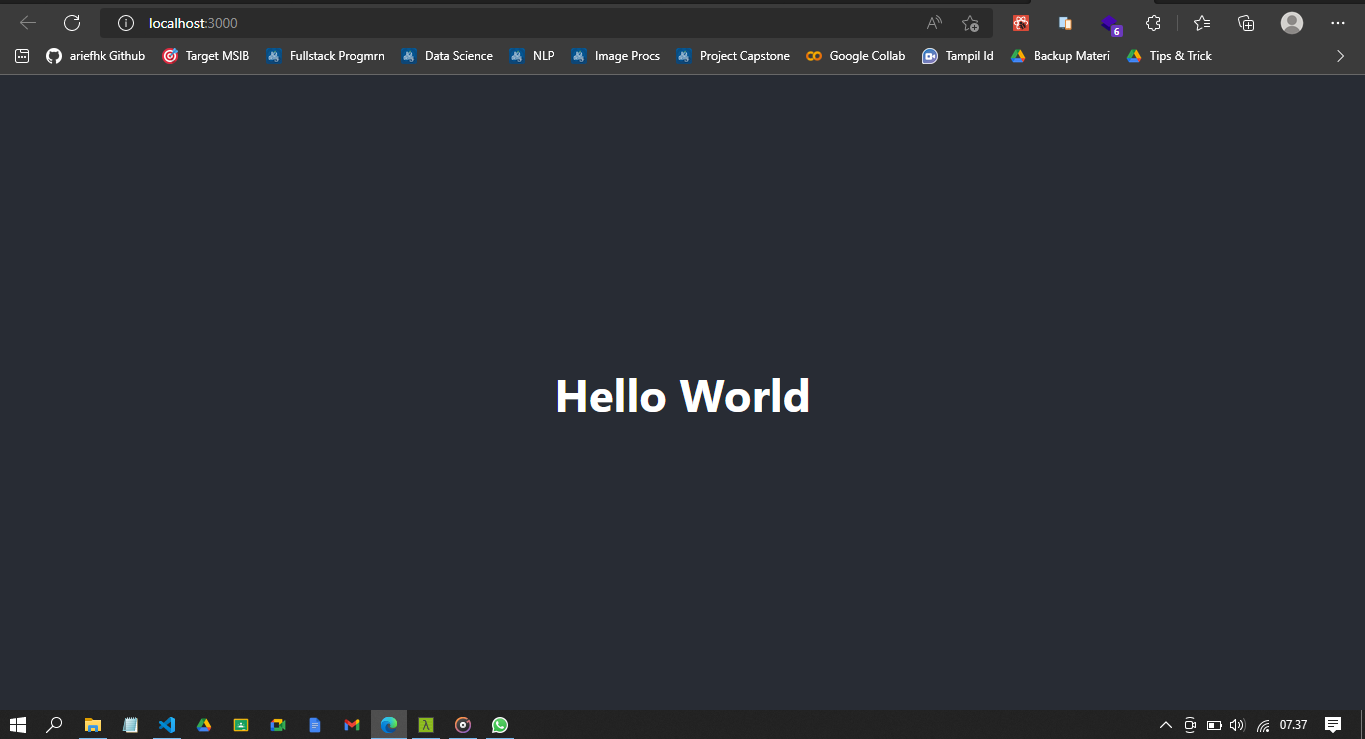 localhost:3000
6
ariefhk Github Target MSIB Fullstack Progmrn Data Science NLP Image Procs Project Capstone Google Collab Tampil Id Backup Materi Tips & Trick
Hello World
07.37